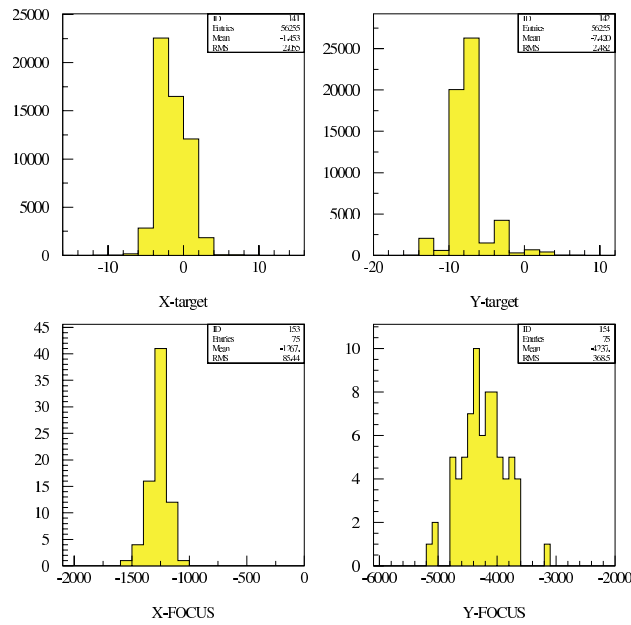 25000
20000
15000
10000
5000
0
-10
0
10
X-target
ID 141
Entries 56255
Mean -1.453
RMS 2.055
25000
20000
15000
10000
5000
0
-20
-10
0
10
Y-target
ID 142
Entries 56255
Mean -7.420
RMS 2.482
45
40
35
30
25
20
15
10
5
0
-2000
-1500
-1000
-500
0
X-FOCUS
ID 153
Entries 75
Mean -1267.
RMS 85.44
10
8
6
4
2
0
-6000
-5000
-4000
-3000
-2000
Y-FOCUS
ID 154
Entries 75
Mean -4237.
RMS 368.5